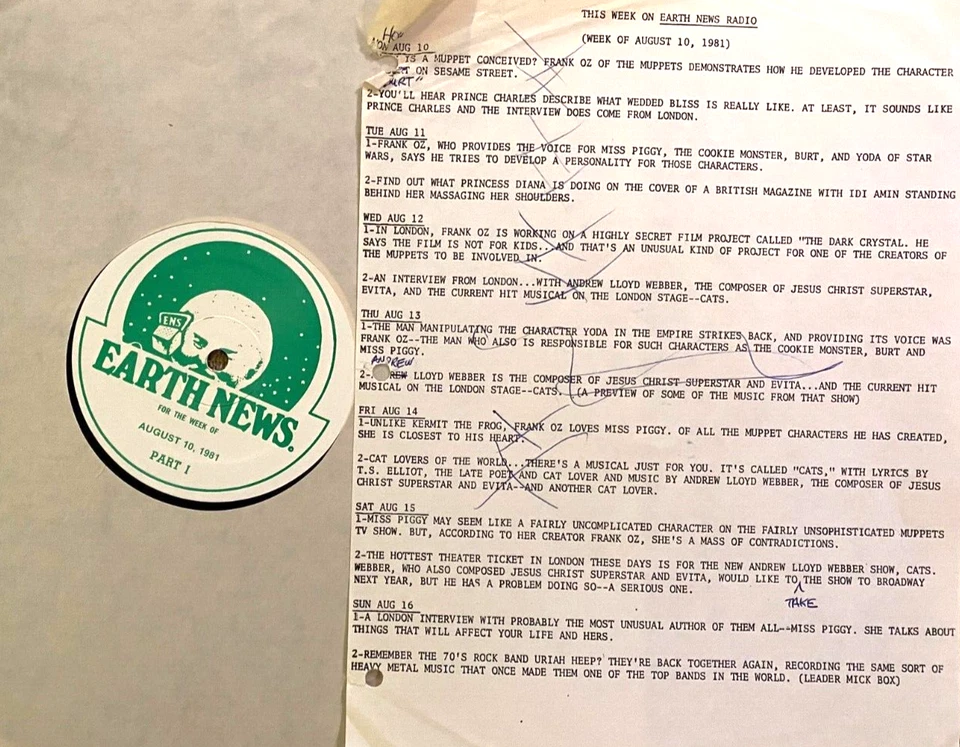 ENS
EARTH NEWS.
FOR THE WEEK OF
AUGUST 10, 1981
PART I
THIS WEEK ON EARTH NEWS RADIO
(WEEK OF AUGUST 10, 1981)
How
MON AUG 10
IS A MUPPET CONCEIVED? FRANK OZ OF THE MUPPETS DEMONSTRATES HOW HE DEVELOPED THE CHARACTER
ON SESAME STREET.
2-YOU'LL HEAR PRINCE CHARLES DESCRIBE WHAT WEDDED BLISS IS REALLY LIKE. AT LEAST, IT SOUNDS LIKE
PRINCE CHARLES AND THE INTERVIEW DOES COME FROM LONDON.
TUE AUG 11
1-FRANK OZ, WHO PROVIDES THE VOICE FOR MISS PIGGY, THE COOKIE MONSTER, BURT, AND YODA OF STAR
WARS, SAYS HE TRIES TO DEVELOP A PERSONALITY FOR THOSE CHARACTERS.
2-FIND OUT WHAT PRINCESS DIANA IS DOING ON THE COVER OF A BRITISH MAGAZINE WITH IDI AMIN STANDING
BEHIND HER MASSAGING HER SHOULDERS.
WED AUG 12
1-IN LONDON, FRANK OZ IS WORKING ON A HIGHLY SECRET FILM PROJECT CALLED "THE DARK CRYSTAL. HE
SAYS THE FILM IS NOT FOR KIDS...AND THAT'S AN UNUSUAL KIND OF PROJECT FOR ONE OF THE CREATORS OF
THE MUPPETS TO BE INVOLVED IN.
2-AN INTERVIEW FROM LONDON...WITH ANDREW LLOYD WEBBER, THE COMPOSER OF JESUS CHRIST SUPERSTAR,
EVITA, AND THE CURRENT HIT MUSICAL ON THE LONDON STAGE--CATS.
THU AUG 13
1-THE MAN MANIPULATING THE CHARACTER YODA IN THE EMPIRE STRIKES BACK, AND PROVIDING ITS VOICE WAS
FRANK OZ--THE MAN WHO ALSO IS RESPONSIBLE FOR SUCH CHARACTERS AS THE COOKIE MONSTER, BURT AND
MISS PIGGY.
ANDREW
2- LLOYD WEBBER IS THE COMPOSER OF JESUS CHRIST SUPERSTAR AND EVITA...AND THE CURRENT HIT
MUSICAL ON THE LONDON STAGE--CATS. (A PREVIEW OF SOME OF THE MUSIC FROM THAT SHOW)
FRI AUG 14
1-UNLIKE KERMIT THE FROG, FRANK OZ LOVES MISS PIGGY. OF ALL THE MUPPET CHARACTERS HE HAS CREATED,
SHE IS CLOSEST TO HIS HEART.
2-CAT LOVERS OF THE WORLD...THERE'S A MUSICAL JUST FOR YOU. IT'S CALLED "CATS," WITH LYRICS BY
T.S. ELLIOT, THE LATE POET AND CAT LOVER AND MUSIC BY ANDREW LLOYD WEBBER, THE COMPOSER OF JESUS
CHRIST SUPERSTAR AND EVITA--AND ANOTHER CAT LOVER.
SAT AUG 15
1-MISS PIGGY MAY SEEM LIKE A FAIRLY UNCOMPLICATED CHARACTER ON THE FAIRLY UNSOPHISTICATED MUPPETS
TV SHOW. BUT, ACCORDING TO HER CREATOR FRANK OZ, SHE'S A MASS OF CONTRADICTIONS.
2-THE HOTTEST THEATER TICKET IN LONDON THESE DAYS IS FOR THE NEW ANDREW LLOYD WEBBER SHOW, CATS.
WEBBER, WHO ALSO COMPOSED JESUS CHRIST SUPERSTAR AND EVITA, WOULD LIKE TO THE SHOW TO BROADWAY
NEXT YEAR, BUT HE HAS A PROBLEM DOING SO--A SERIOUS ONE.
TAKE
SUN AUG 16
1-A LONDON INTERVIEW WITH PROBABLY THE MOST UNUSUAL AUTHOR OF THEM ALL--MISS PIGGY. SHE TALKS ABOUT
THINGS THAT WILL AFFECT YOUR LIFE AND HERS.
2-REMEMBER THE 70'S ROCK BAND URIAH HEEP? THEY'RE BACK TOGETHER AGAIN, RECORDING THE SAME SORT OF
HEAVY METAL MUSIC THAT ONCE MADE THEM ONE OF THE TOP BANDS IN THE WORLD. (LEADER MICK BOX)